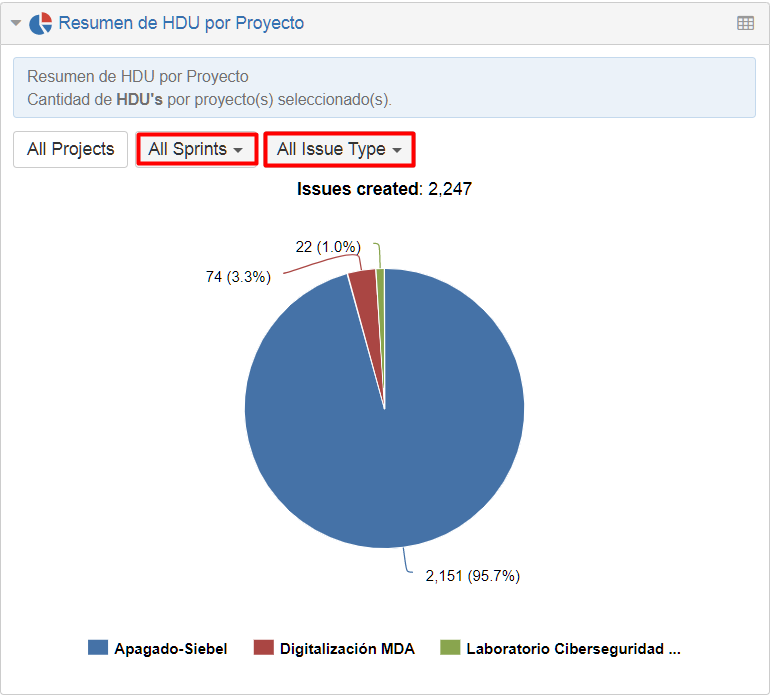 Resumen de HDU por Proyecto
Resumen de HDU por Proyecto
Cantidad de HDU's por proyecto(s) seleccionado(s).
All Projects All Sprints All Issue Type
Issues created: 2,247
22 (1.0%)
74 (3.3%)
2,151 (95.7%)
Apagado-Siebel Digitalización MDA Laboratorio Ciberseguridad ...